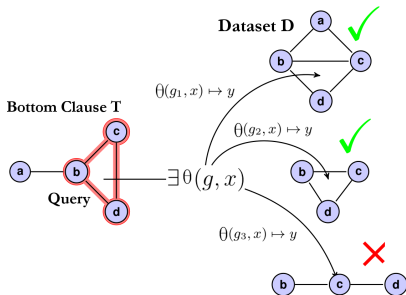 Dataset D
a
b
c
d
θ(g₁, x) ↦ y
Bottom Clause T
a
b
c
d
Query
∃ θ(g, x)
θ(g₂, x) ↦ y
b
c
d
θ(g₃, x) ↦ y
b
c
d